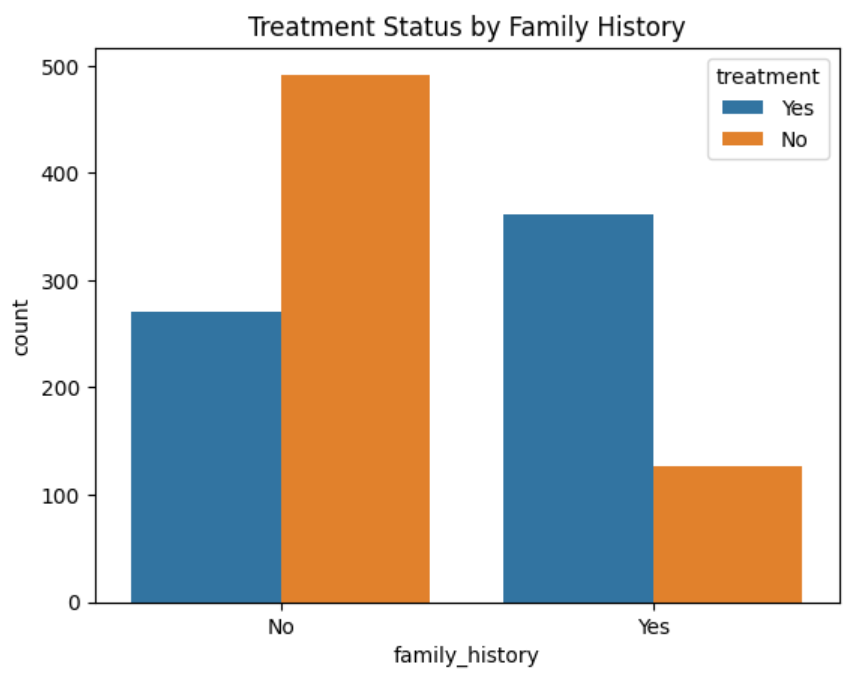 Treatment Status by Family History
treatment
Yes
No
500
400
300
200
100
0
count
No
Yes
family_history